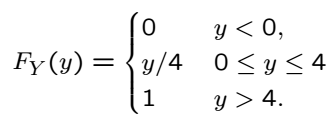 0 y < 0,
F_Y(y) = { y/4 0 ≤ y ≤ 4
1 y > 4.